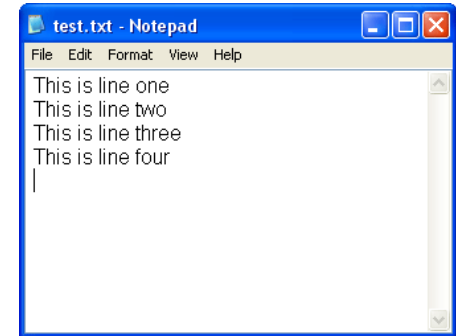 test.txt - Notepad
File Edit Format View Help
This is line one
This is line two
This is line three
This is line four